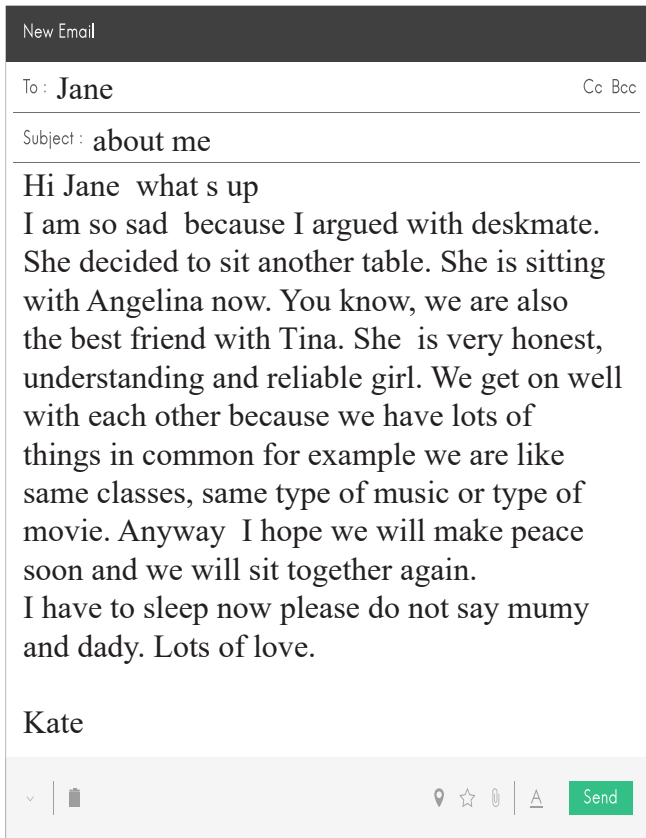 New Email
To : Jane Cc Bcc
Subject : about me
Hi Jane what s up
I am so sad because I argued with deskmate.
She decided to sit another table. She is sitting
with Angelina now. You know, we are also
the best friend with Tina. She is very honest,
understanding and reliable girl. We get on well
with each other because we have lots of
things in common for example we are like
same classes, same type of music or type of
movie. Anyway I hope we will make peace
soon and we will sit together again.
I have to sleep now please do not say mumy
and dady. Lots of love.
Kate
A Send